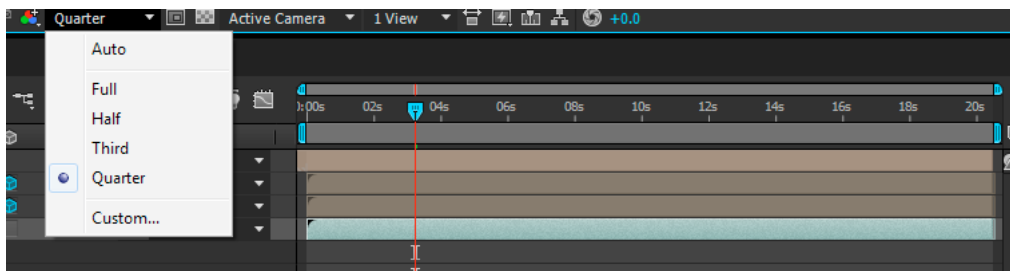 Quarter Active Camera 1 View +0.0
Auto
Full
Half
Third
Quarter
Custom...
):00s 02s 04s 06s 08s 10s 12s 14s 16s 18s 20s